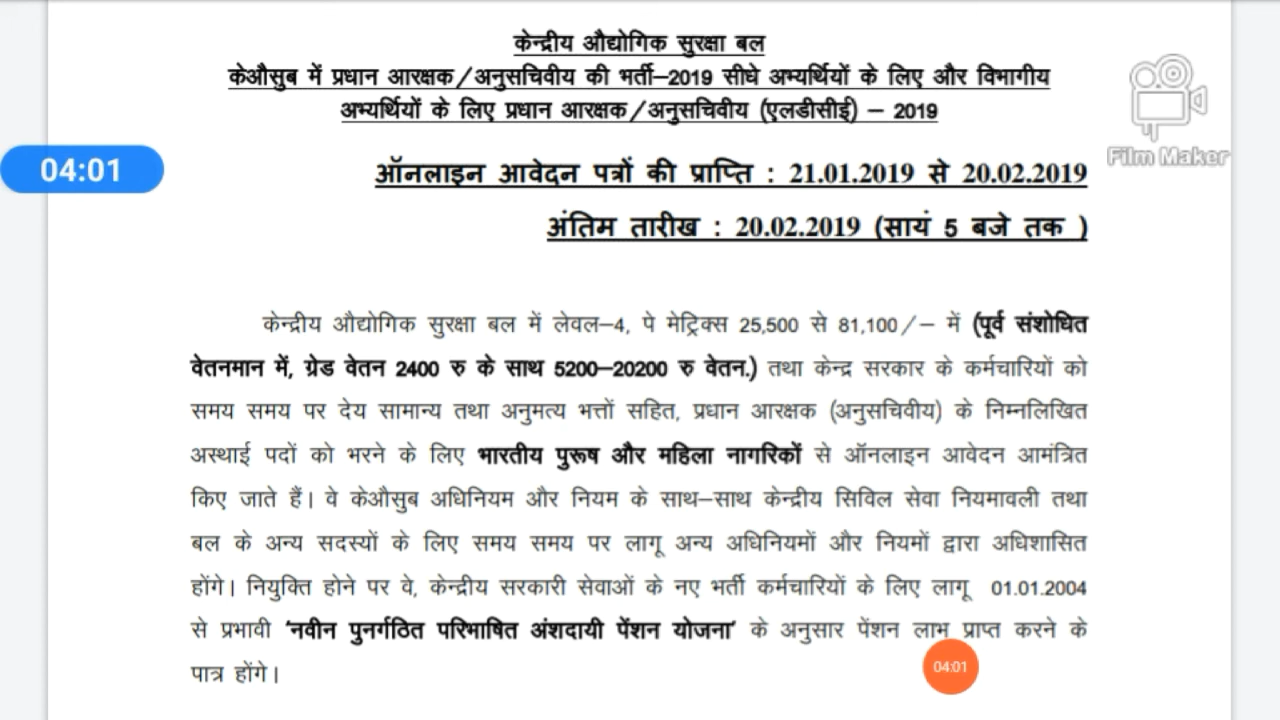 केन्द्रीय औद्योगिक सुरक्षा बल
केऔसुब में प्रधान आरक्षक/अनुसचिवीय की भर्ती–2019 सीधे अभ्यर्थियों के लिए और विभागीय
अभ्यर्थियों के लिए प्रधान आरक्षक/अनुसचिवीय (एलडीसीई) – 2019
Film Maker
04:01
ऑनलाइन आवेदन पत्रों की प्राप्ति : 21.01.2019 से 20.02.2019
अंतिम तारीख : 20.02.2019 (सायं 5 बजे तक )
केन्द्रीय औद्योगिक सुरक्षा बल में लेवल–4, पे मेट्रिक्स 25,500 से 81,100/– में (पूर्व संशोधित
वेतनमान में, ग्रेड वेतन 2400 रु के साथ 5200–20200 रु वेतन.) तथा केन्द्र सरकार के कर्मचारियों को
समय समय पर देय सामान्य तथा अनुमत्य भत्तों सहित, प्रधान आरक्षक (अनुसचिवीय) के निम्नलिखित
अस्थाई पदों को भरने के लिए भारतीय पुरूष और महिला नागरिकों से ऑनलाइन आवेदन आमंत्रित
किए जाते हैं। वे केऔसुब अधिनियम और नियम के साथ–साथ केन्द्रीय सिविल सेवा नियमावली तथा
बल के अन्य सदस्यों के लिए समय समय पर लागू अन्य अधिनियमों और नियमों द्वारा अधिशासित
होंगे। नियुक्ति होने पर वे, केन्द्रीय सरकारी सेवाओं के नए भर्ती कर्मचारियों के लिए लागू 01.01.2004
से प्रभावी ‘नवीन पुनर्गठित परिभाषित अंशदायी पेंशन योजना’ के अनुसार पेंशन लाभ प्राप्त करने के
पात्र होंगे।
04:01